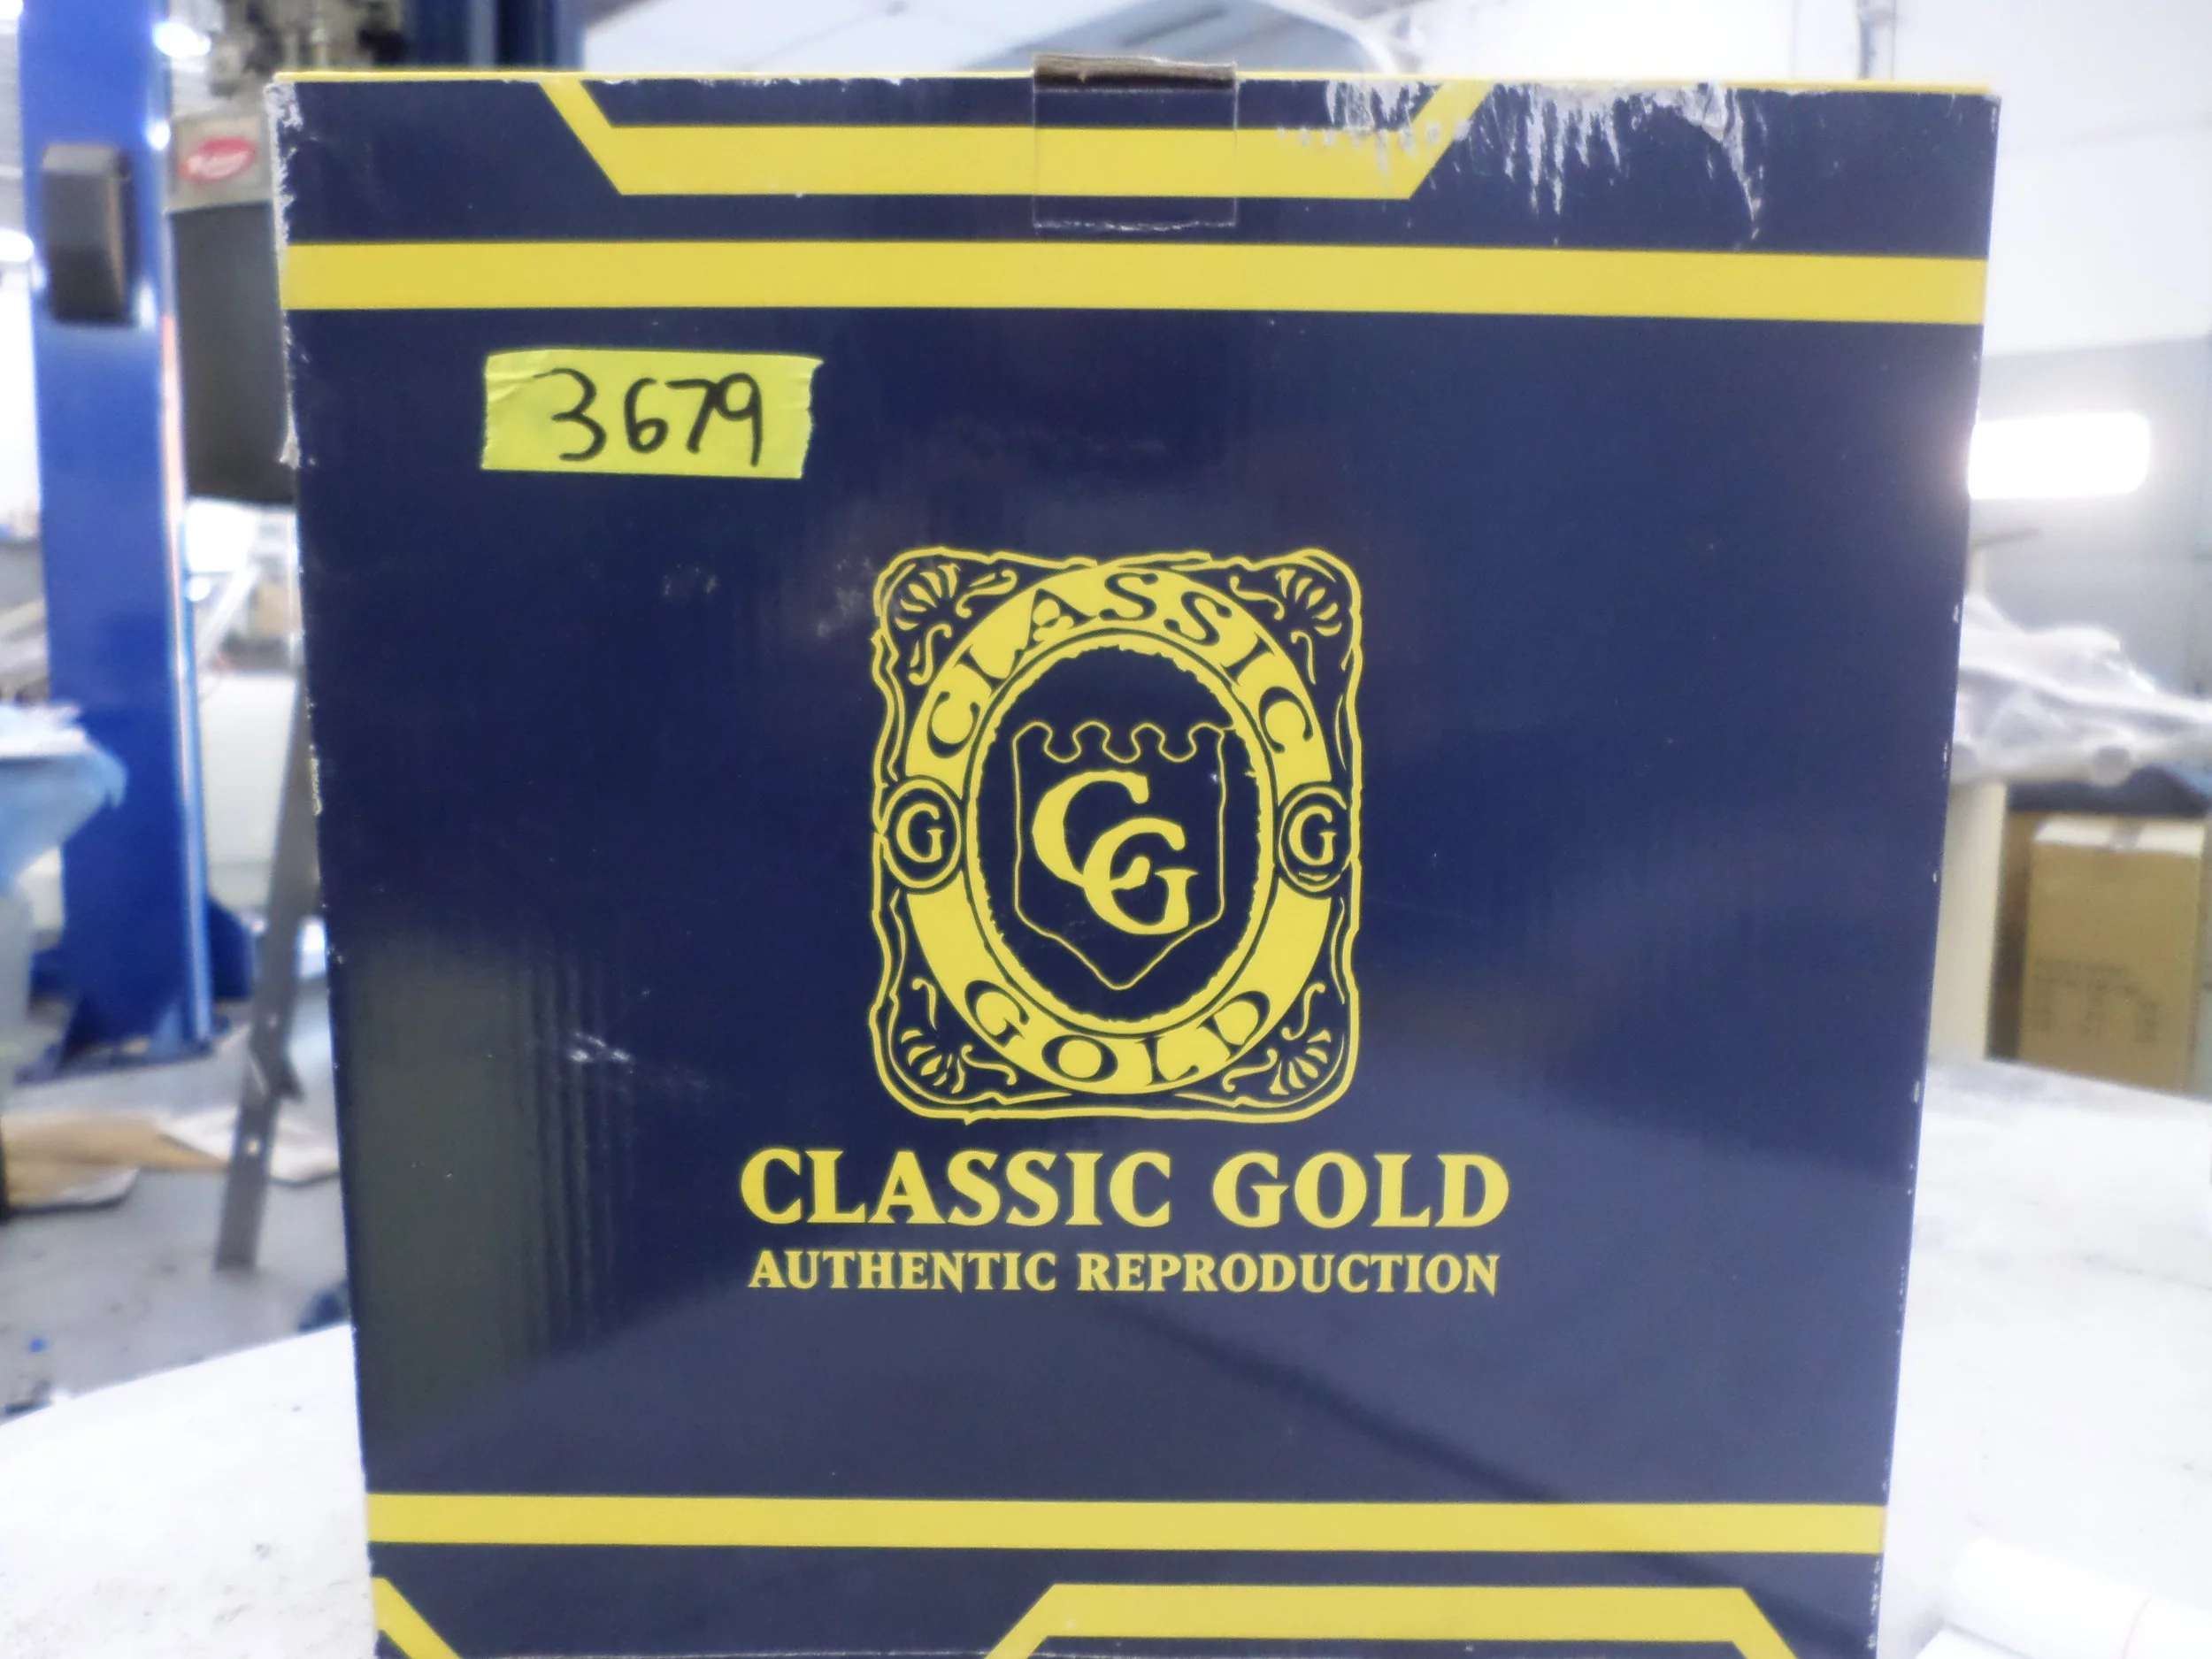 3679
CLASSIC
CG
G G
GOLD
CLASSIC GOLD
AUTHENTIC REPRODUCTION